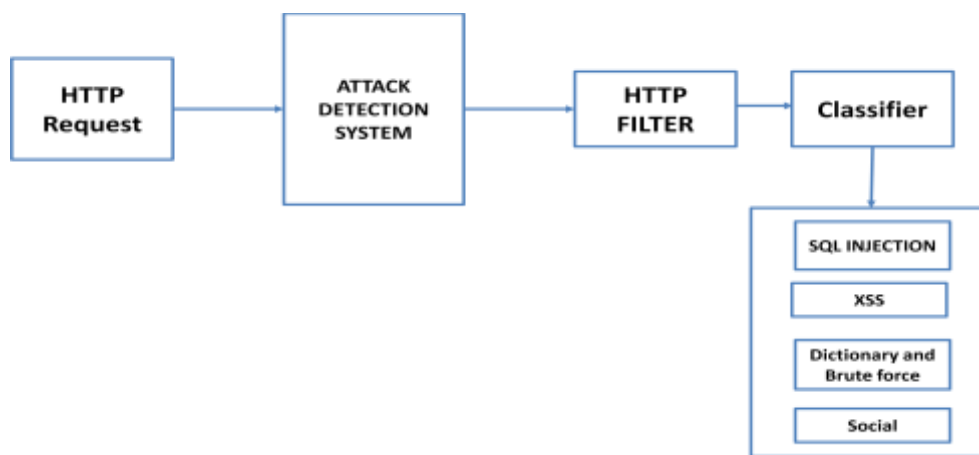 HTTP
Request
ATTACK
DETECTION
SYSTEM
HTTP
FILTER
Classifier
SQL INJECTION
XSS
Dictionary and
Brute force
Social